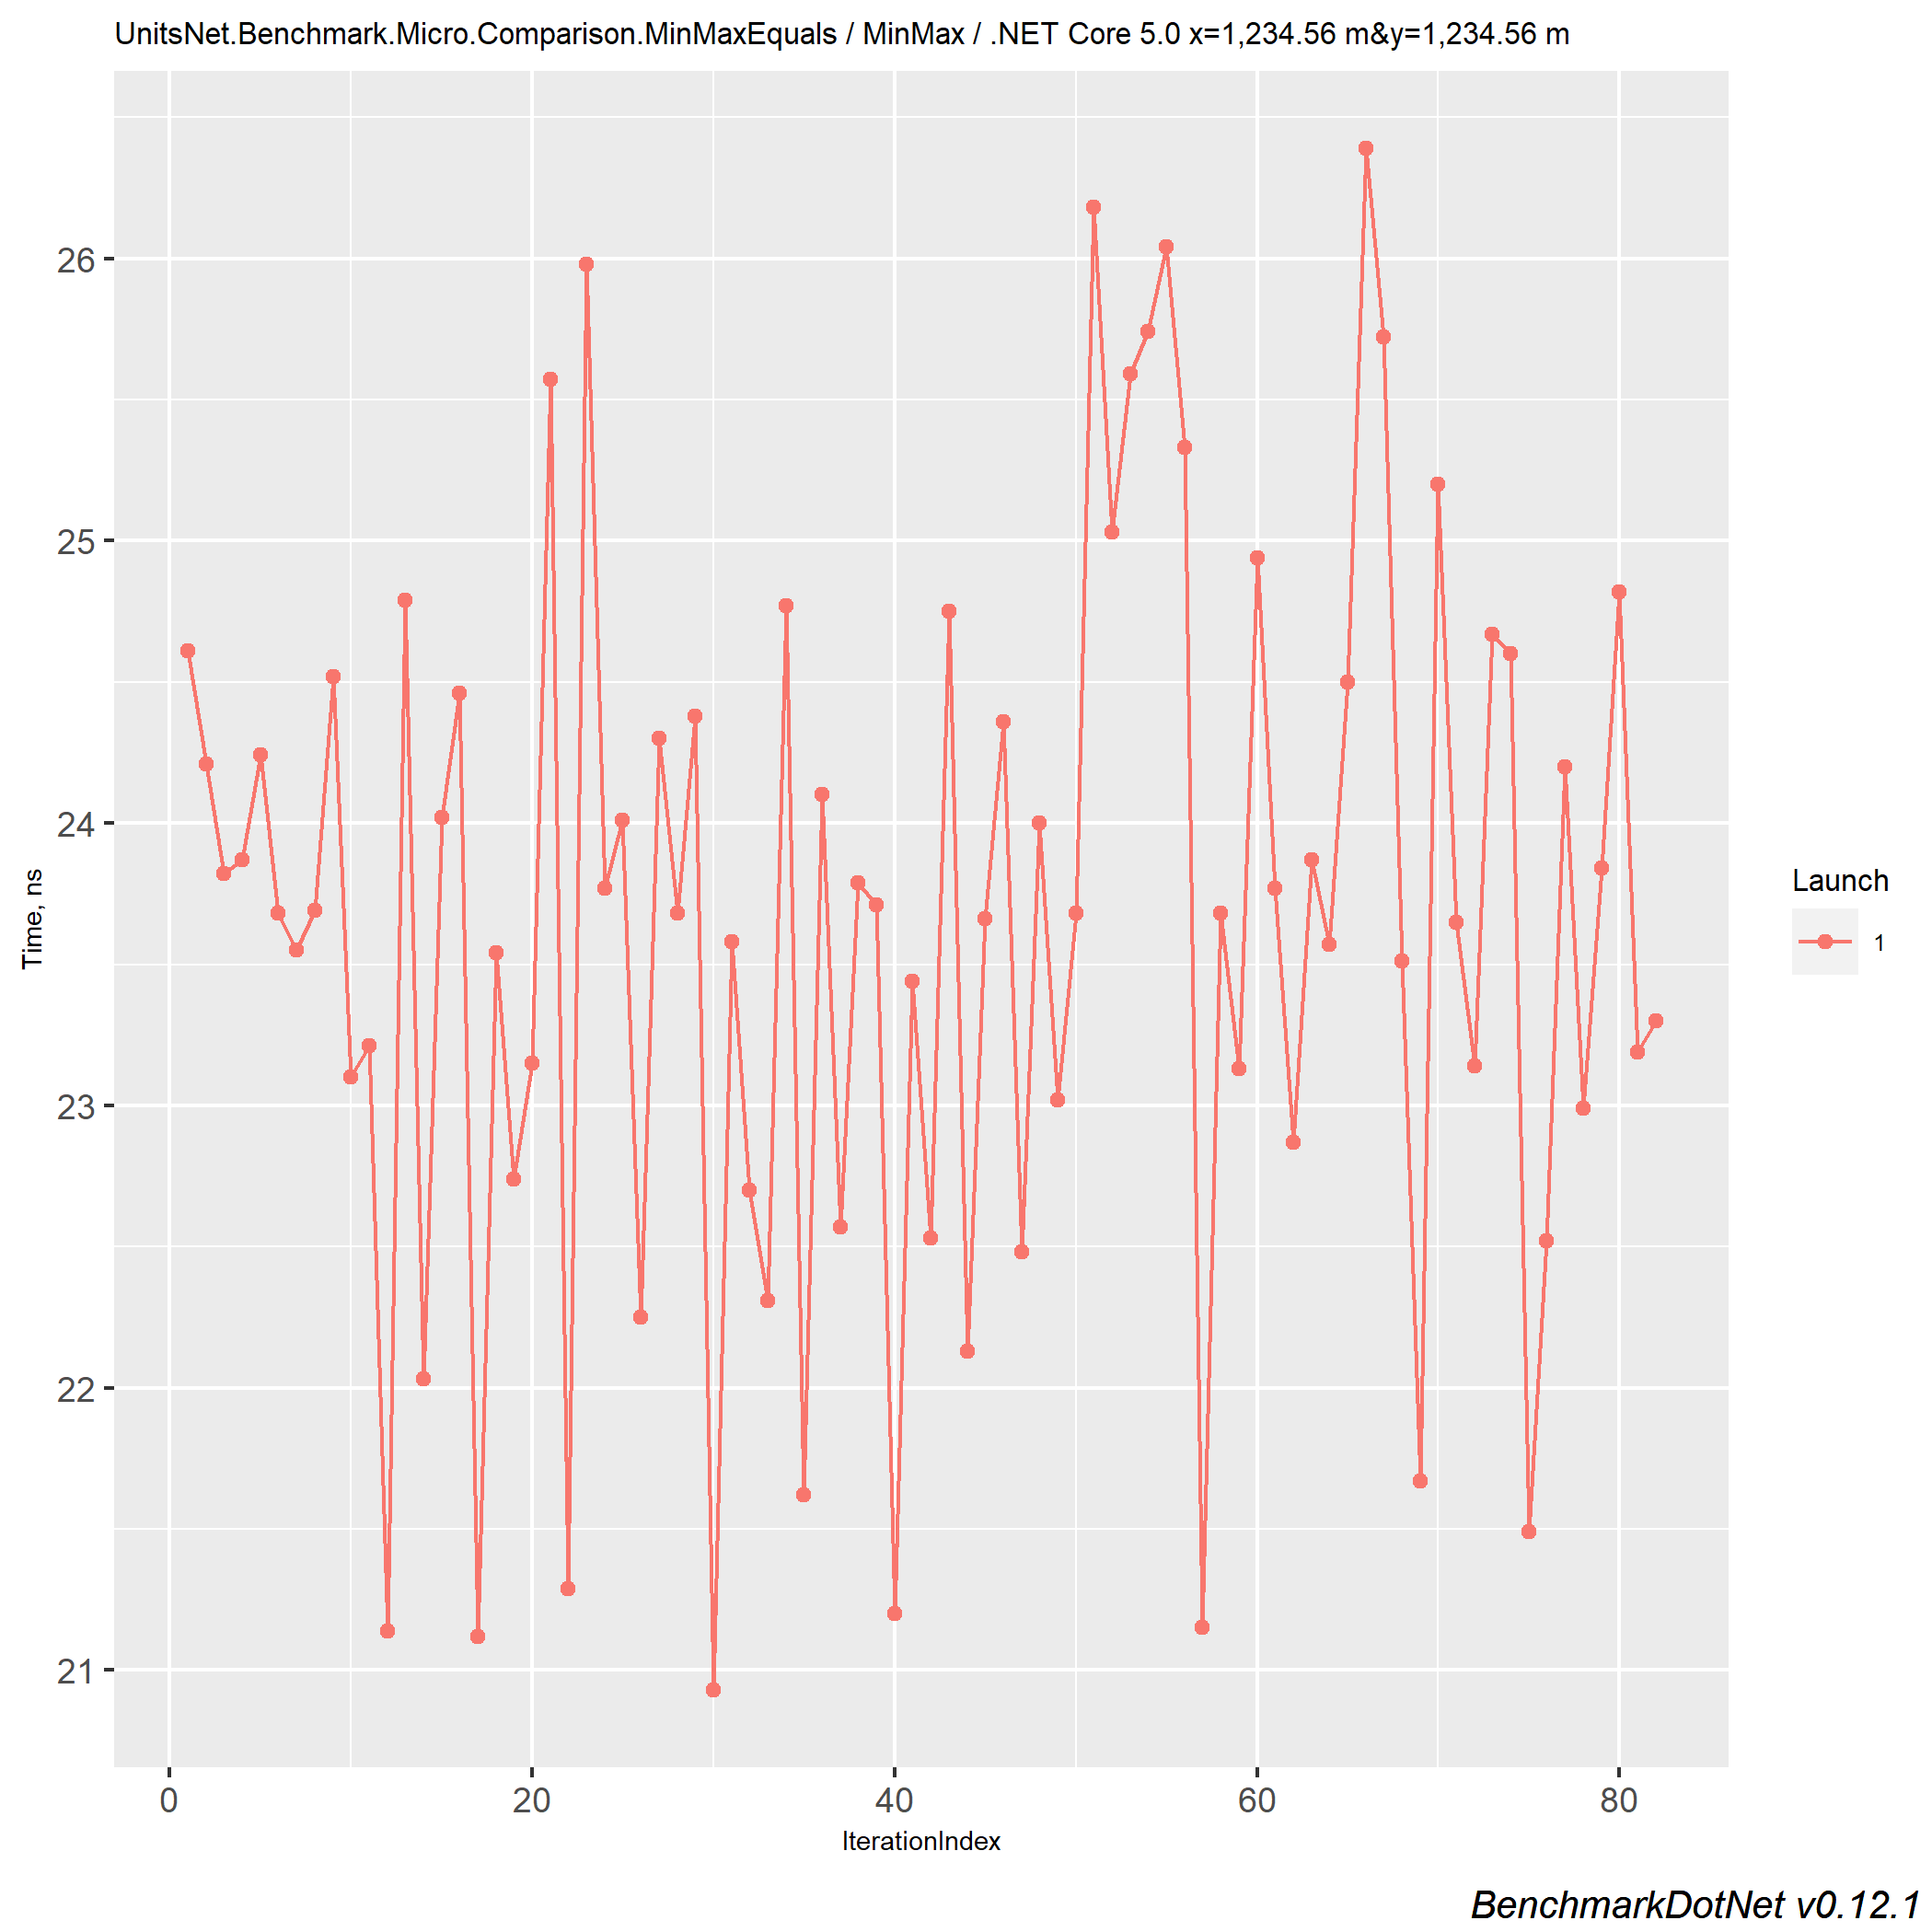 UnitsNet.Benchmark.Micro.Comparison.MinMaxEquals / MinMax / .NET Core 5.0 x=1,234.56 m&y=1,234.56 m
26
25
24
23
22
21
Time, ns
0 20 40 60 80
IterationIndex
Launch
1
BenchmarkDotNet v0.12.1